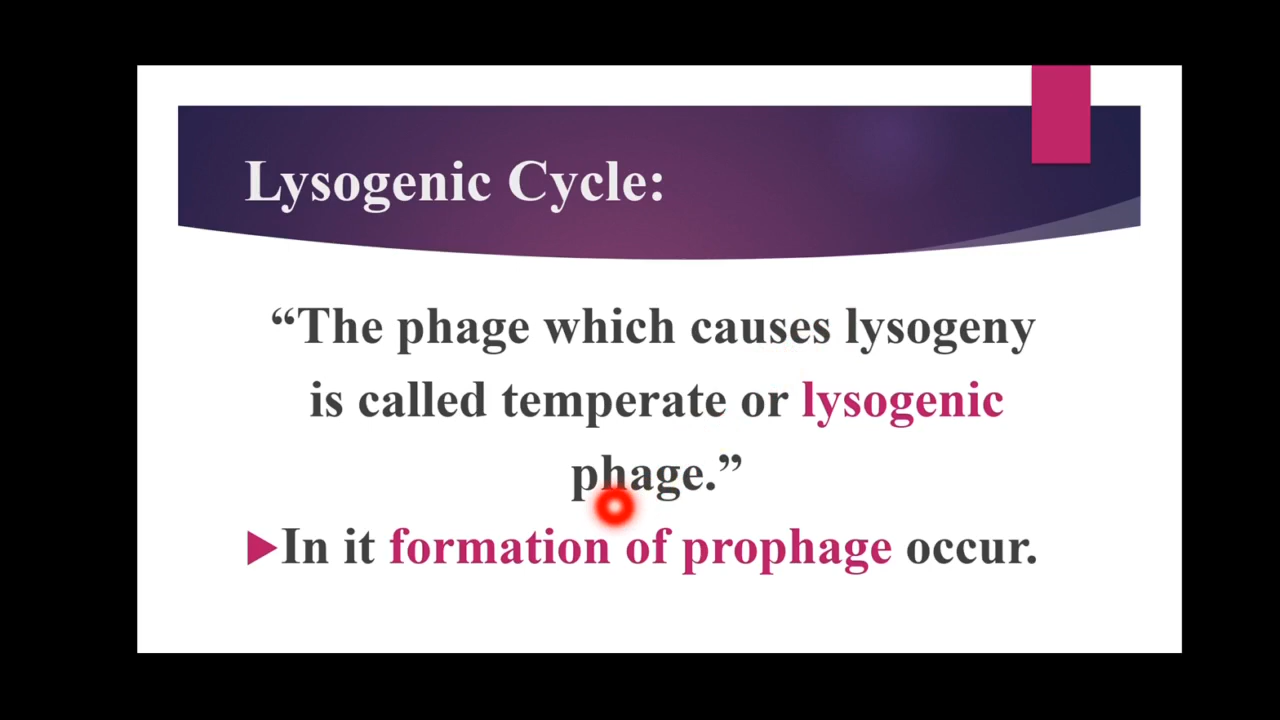 Lysogenic Cycle:
“The phage which causes lysogeny
is called temperate or lysogenic
phage.”
In it formation of prophage occur.